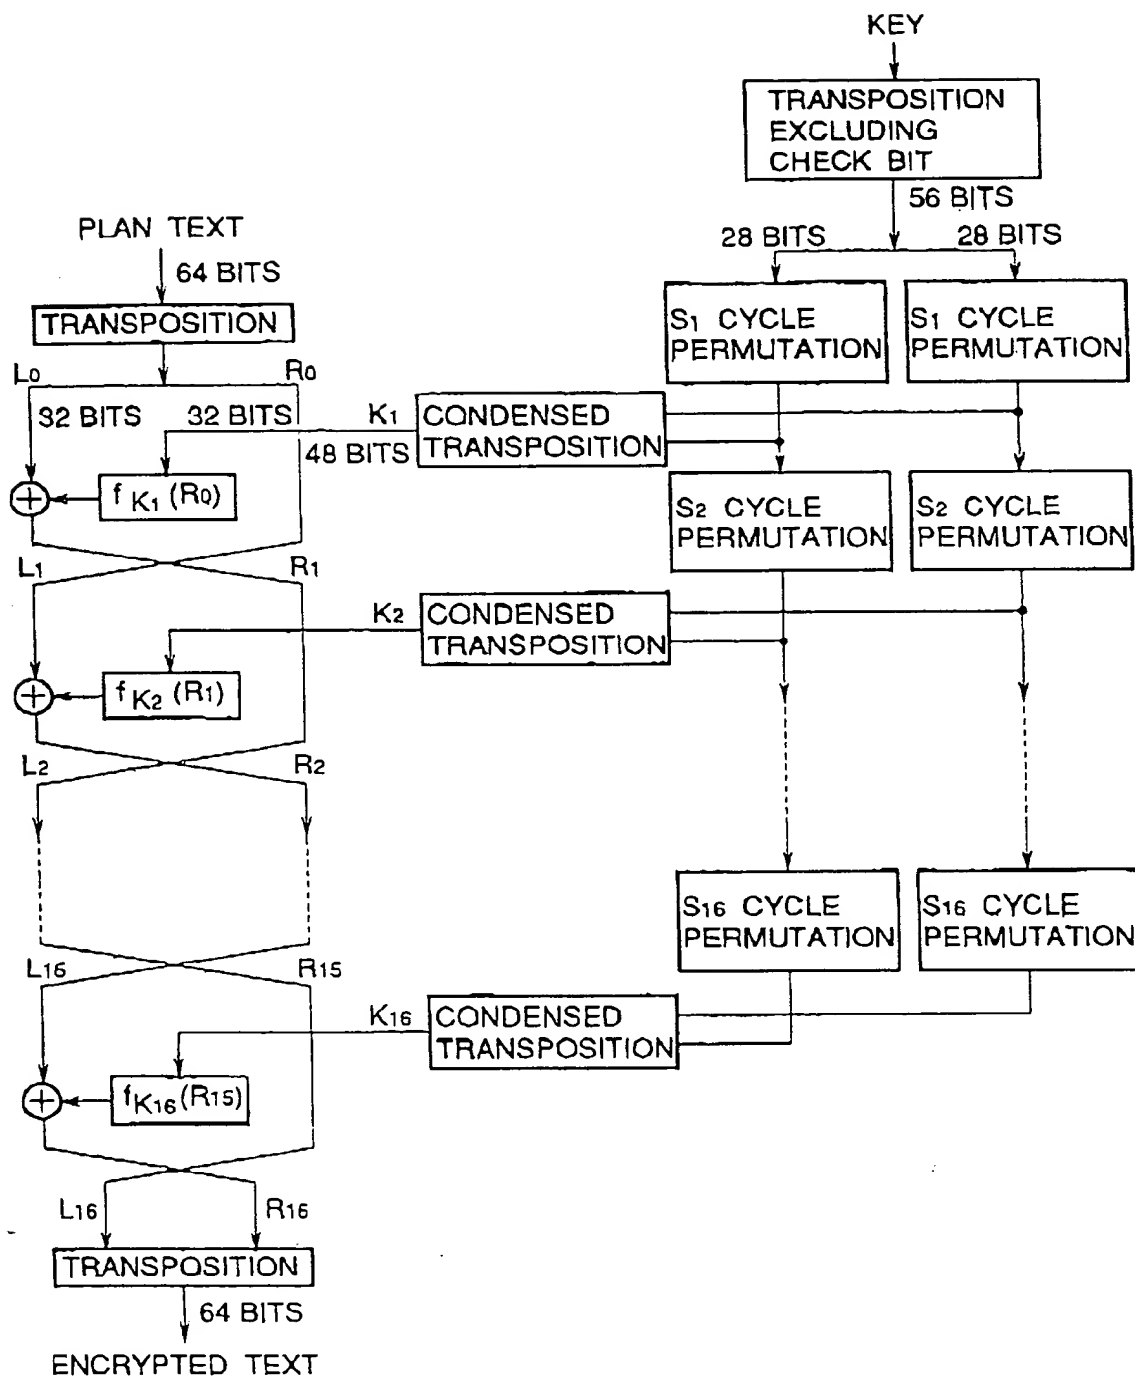 KEY
TRANSPOSITION
EXCLUDING
CHECK BIT
56 BITS
28 BITS
28 BITS
S1 CYCLE
PERMUTATION
S1 CYCLE
PERMUTATION
PLAN TEXT
64 BITS
TRANSPOSITION
L0
R0
32 BITS
32 BITS
K1
48 BITS
CONDENSED
TRANSPOSITION
fK1(R0)
S2 CYCLE
PERMUTATION
S2 CYCLE
PERMUTATION
L1
R1
K2
CONDENSED
TRANSPOSITION
fK2(R1)
L2
R2
S16 CYCLE
PERMUTATION
S16 CYCLE
PERMUTATION
L16
R15
K16
CONDENSED
TRANSPOSITION
fK16(R15)
L16
R16
TRANSPOSITION
64 BITS
ENCRYPTED TEXT